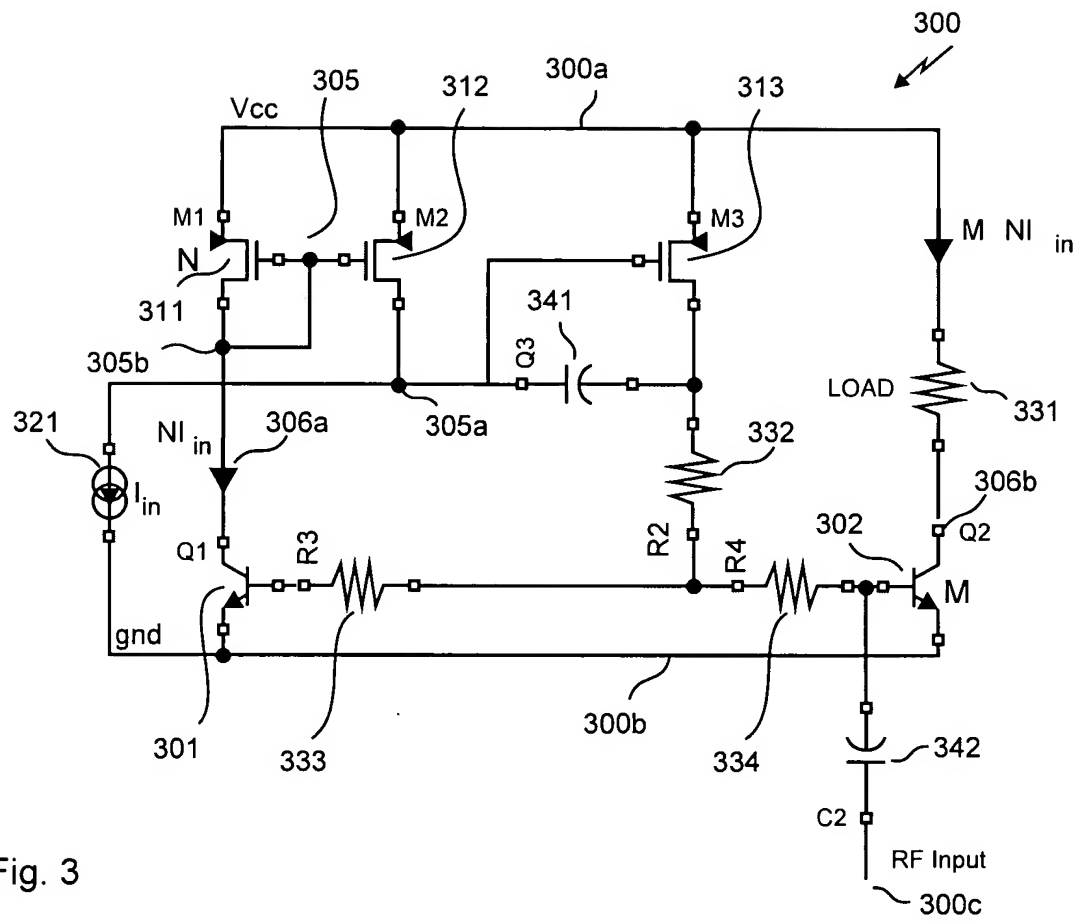 300
305
312
300a
313
Vcc
M1
M2
M3
M NI in
N
311
341
305b
Q3
LOAD
331
321
NI in
306a
305a
332
I in
306b
Q1
R3
R2
R4
302
Q2
M
gnd
301
333
300b
334
342
C2
RF Input
Fig. 3
300c